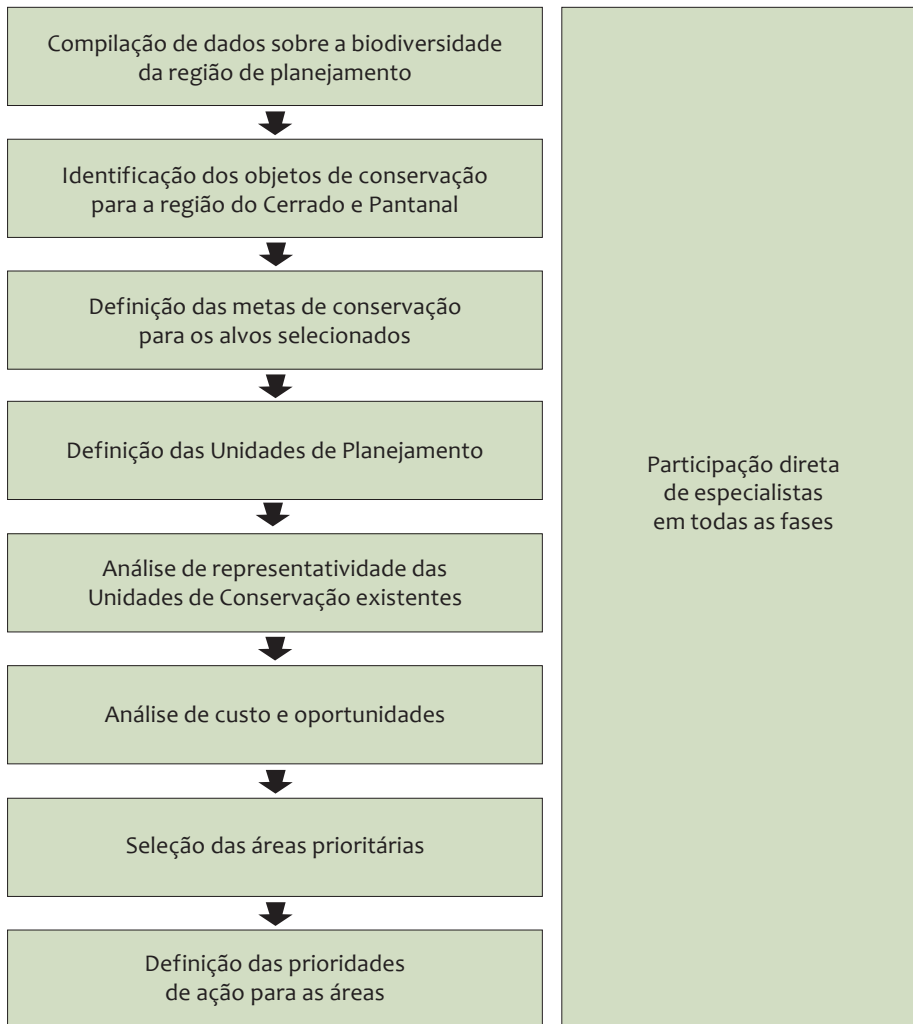 Compilação de dados sobre a biodiversidade
da região de planejamento
Identificação dos objetos de conservação
para a região do Cerrado e Pantanal
Definição das metas de conservação
para os alvos selecionados
Definição das Unidades de Planejamento
Análise de representatividade das
Unidades de Conservação existentes
Análise de custo e oportunidades
Seleção das áreas prioritárias
Definição das prioridades
de ação para as áreas
Participação direta
de especialistas
em todas as fases